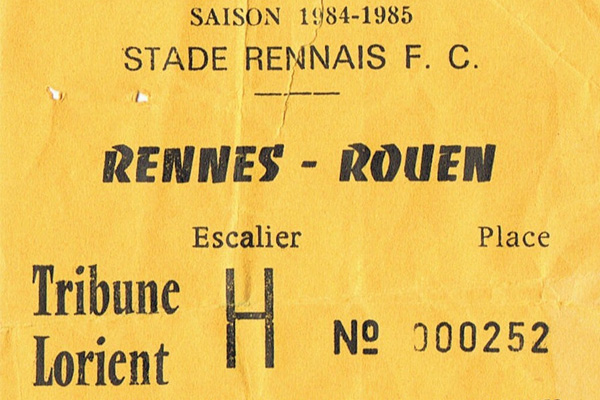 SAISON 1984-1985
STADE RENNAIS F. C.
RENNES - ROUEN
Escalier Place
Tribune
Lorient
H
Nº 000252